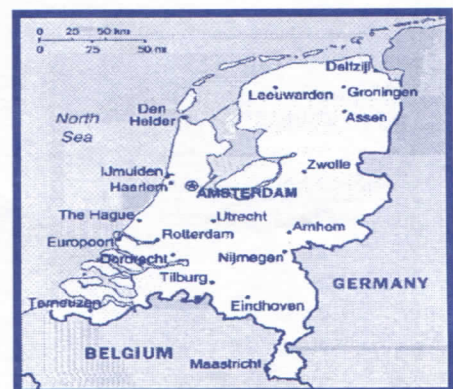 0 25 50 km
0 25 50 mi
Delfzijl
Leeuwarden
Groningen
Assen
North
Sea
Den
Helder
IJmuiden
Haarlem
Zwolle
AMSTERDAM
The Hague
Utrecht
Europoort
Rotterdam
Arnhem
Dordrecht
Nijmegen
Tilburg
GERMANY
Terneuzen
Eindhoven
BELGIUM
Maastricht